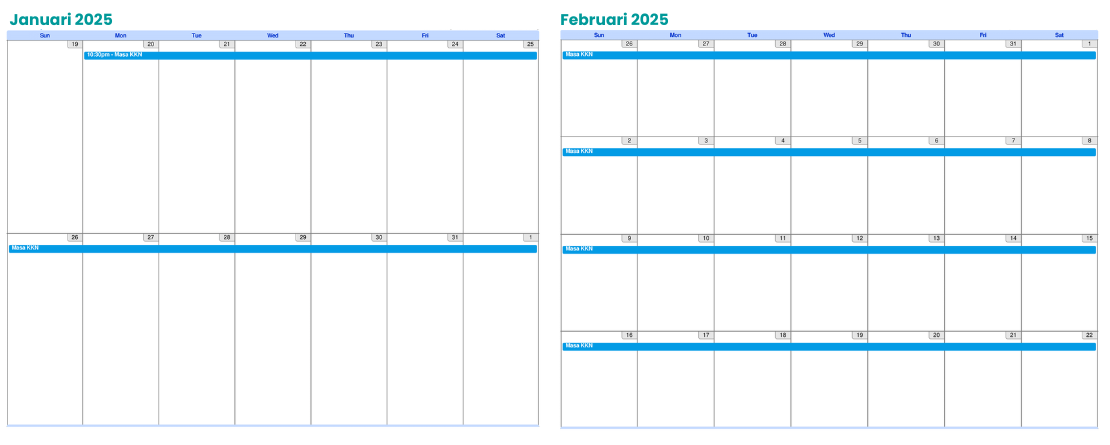 Januari 2025
Sun Mon Tue Wed Thu Fri Sat
19 20 21 22 23 24 25
10:30pm - Masa KKN
26 27 28 29 30 31 1
Masa KKN
Februari 2025
Sun Mon Tue Wed Thu Fri Sat
26 27 28 29 30 31 1
Masa KKN
2 3 4 5 6 7 8
Masa KKN
9 10 11 12 13 14 15
Masa KKN
16 17 18 19 20 21 22
Masa KKN